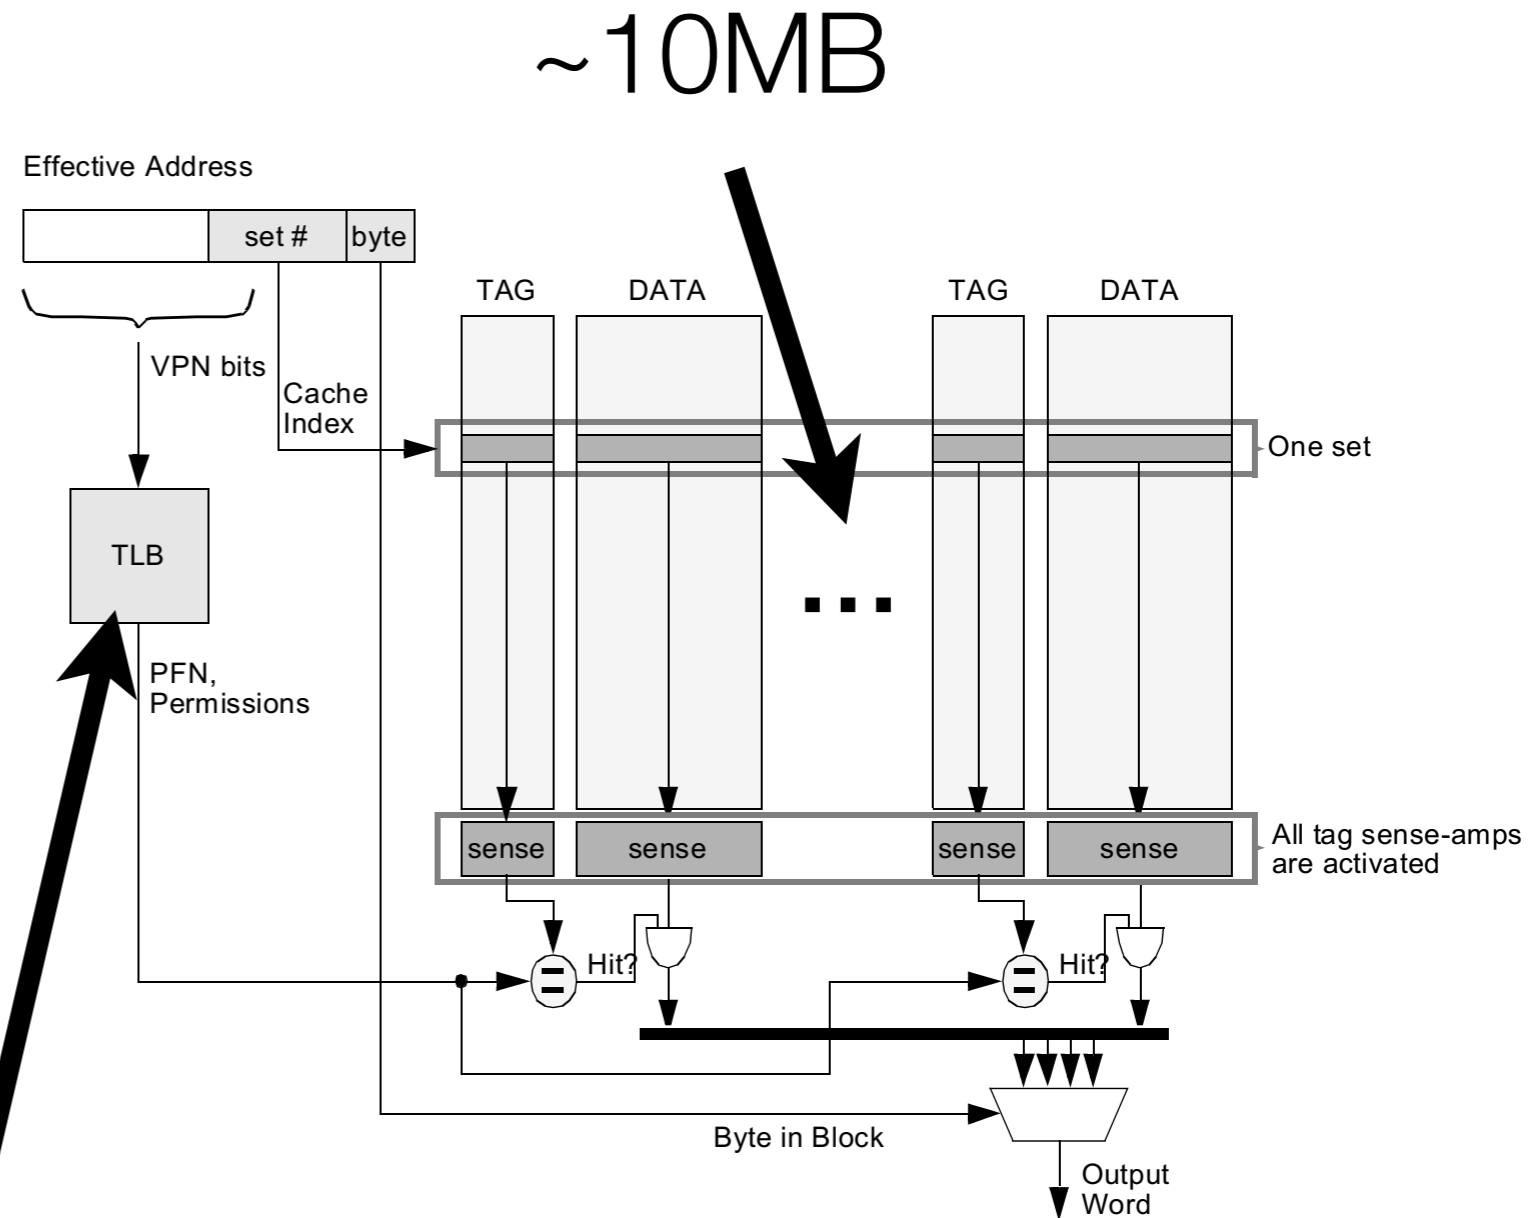 ~10MB
Effective Address
set #
byte
TAG
DATA
TAG
DATA
VPN bits
Cache
Index
One set
TLB
PFN,
Permissions
...
sense
sense
sense
sense
All tag sense-amps
are activated
=
Hit?
=
Hit?
Byte in Block
Output
Word